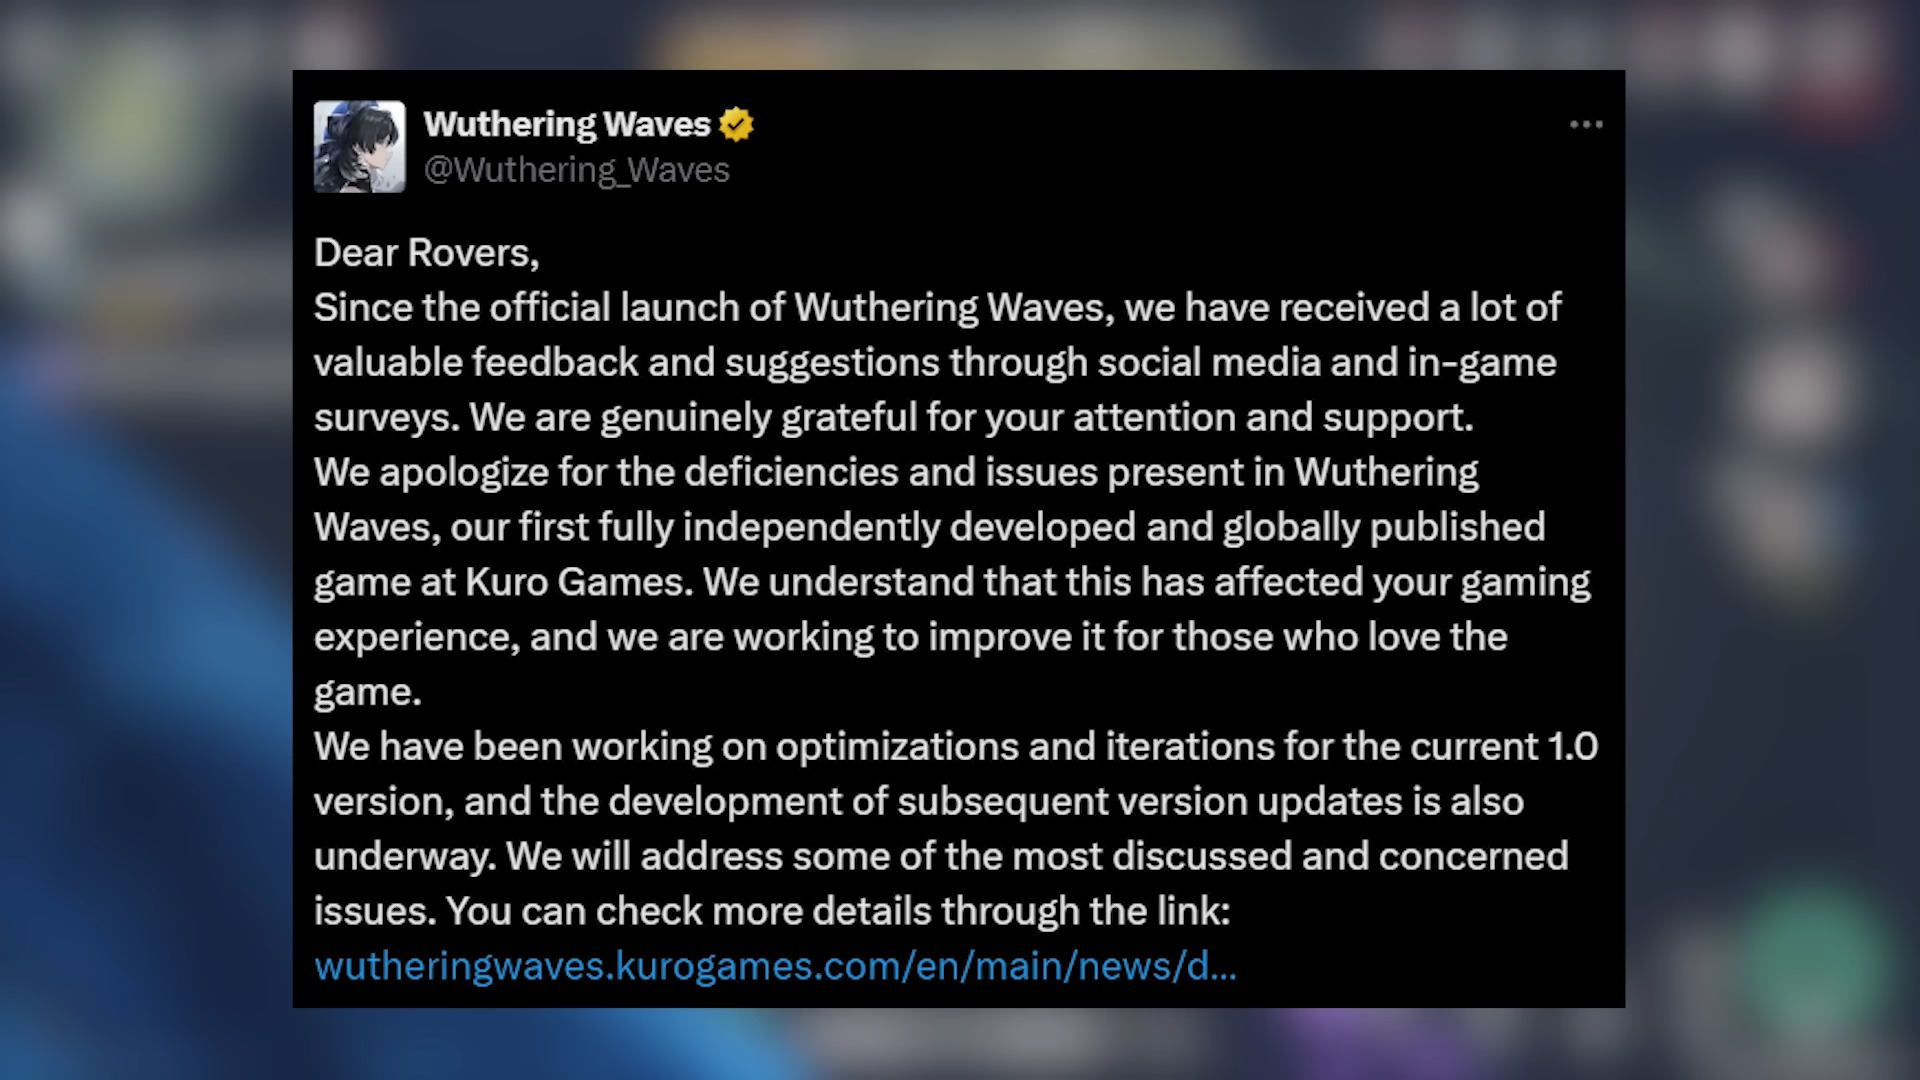 Wuthering Waves
@Wuthering_Waves
Dear Rovers,
Since the official launch of Wuthering Waves, we have received a lot of
valuable feedback and suggestions through social media and in-game
surveys. We are genuinely grateful for your attention and support.
We apologize for the deficiencies and issues present in Wuthering
Waves, our first fully independently developed and globally published
game at Kuro Games. We understand that this has affected your gaming
experience, and we are working to improve it for those who love the
game.
We have been working on optimizations and iterations for the current 1.0
version, and the development of subsequent version updates is also
underway. We will address some of the most discussed and concerned
issues. You can check more details through the link:
wutheringwaves.kurogames.com/en/main/news/d...